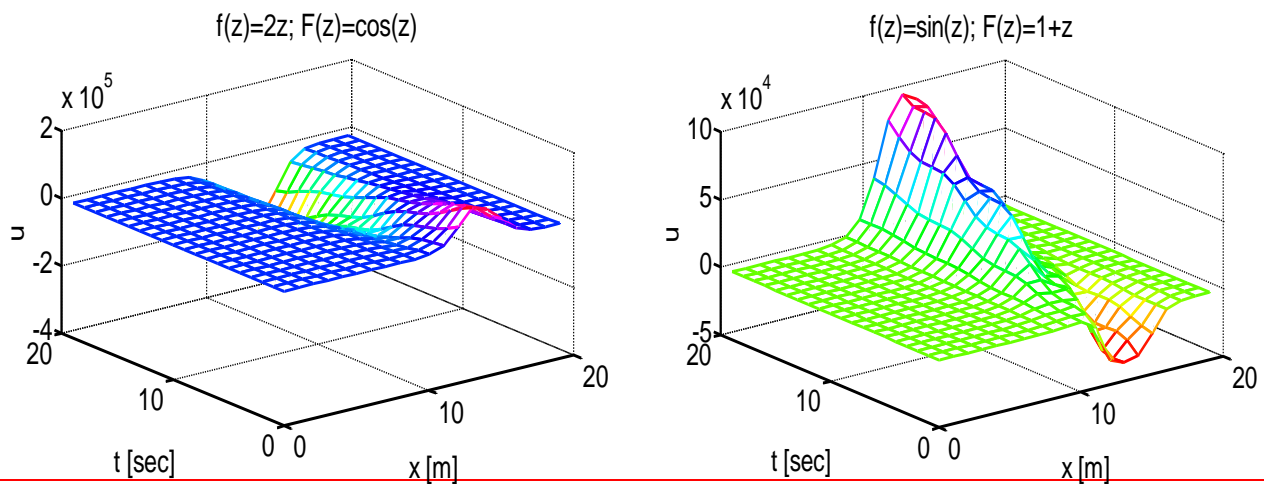 f(z)=2z; F(z)=cos(z)
x 10^5
2
0
-2
-4
u
20
10
0
t [sec]
0
10
20
x [m]
f(z)=sin(z); F(z)=1+z
x 10^4
10
5
0
-5
u
20
10
0
t [sec]
0
10
20
x [m]